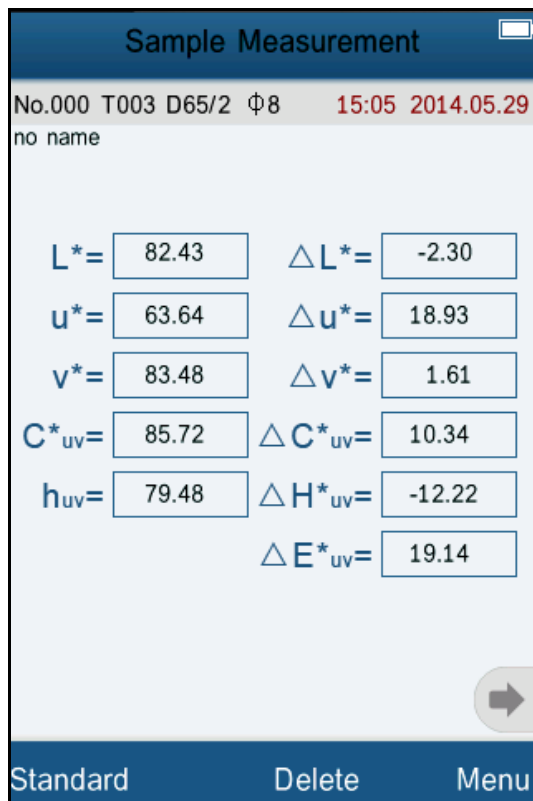 Sample Measurement
No.000 T003 D65/2 Φ8 15:05 2014.05.29
no name
L*= 82.43 △L*= -2.30
u*= 63.64 △u*= 18.93
v*= 83.48 △v*= 1.61
C*uv= 85.72 △C*uv= 10.34
huv= 79.48 △H*uv= -12.22
△E*uv= 19.14
Standard Delete Menu